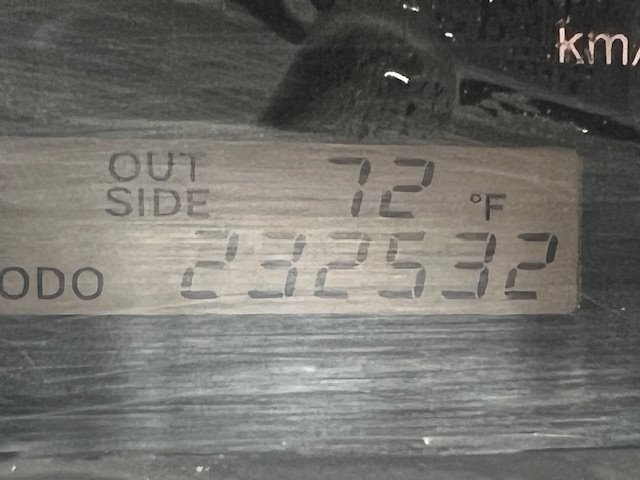 km/
OUT SIDE 72 °F
ODO 232532